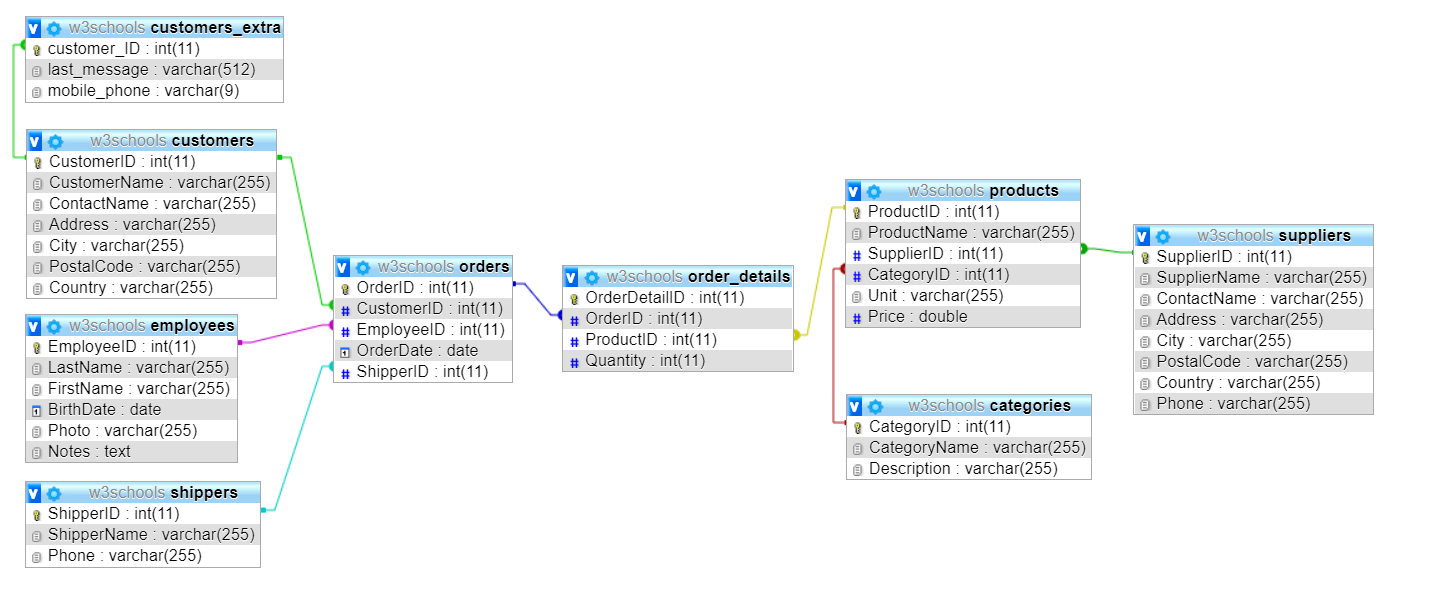 w3schools customers_extra
customer_ID : int(11)
last_message : varchar(512)
mobile_phone : varchar(9)
w3schools customers
CustomerID : int(11)
CustomerName : varchar(255)
ContactName : varchar(255)
Address : varchar(255)
City : varchar(255)
PostalCode : varchar(255)
Country : varchar(255)
w3schools employees
EmployeeID : int(11)
LastName : varchar(255)
FirstName : varchar(255)
BirthDate : date
Photo : varchar(255)
Notes : text
w3schools shippers
ShipperID : int(11)
ShipperName : varchar(255)
Phone : varchar(255)
w3schools orders
OrderID : int(11)
CustomerID : int(11)
EmployeeID : int(11)
OrderDate : date
ShipperID : int(11)
w3schools order_details
OrderDetailID : int(11)
OrderID : int(11)
ProductID : int(11)
Quantity : int(11)
w3schools products
ProductID : int(11)
ProductName : varchar(255)
SupplierID : int(11)
CategoryID : int(11)
Unit : varchar(255)
Price : double
w3schools categories
CategoryID : int(11)
CategoryName : varchar(255)
Description : varchar(255)
w3schools suppliers
SupplierID : int(11)
SupplierName : varchar(255)
ContactName : varchar(255)
Address : varchar(255)
City : varchar(255)
PostalCode : varchar(255)
Country : varchar(255)
Phone : varchar(255)